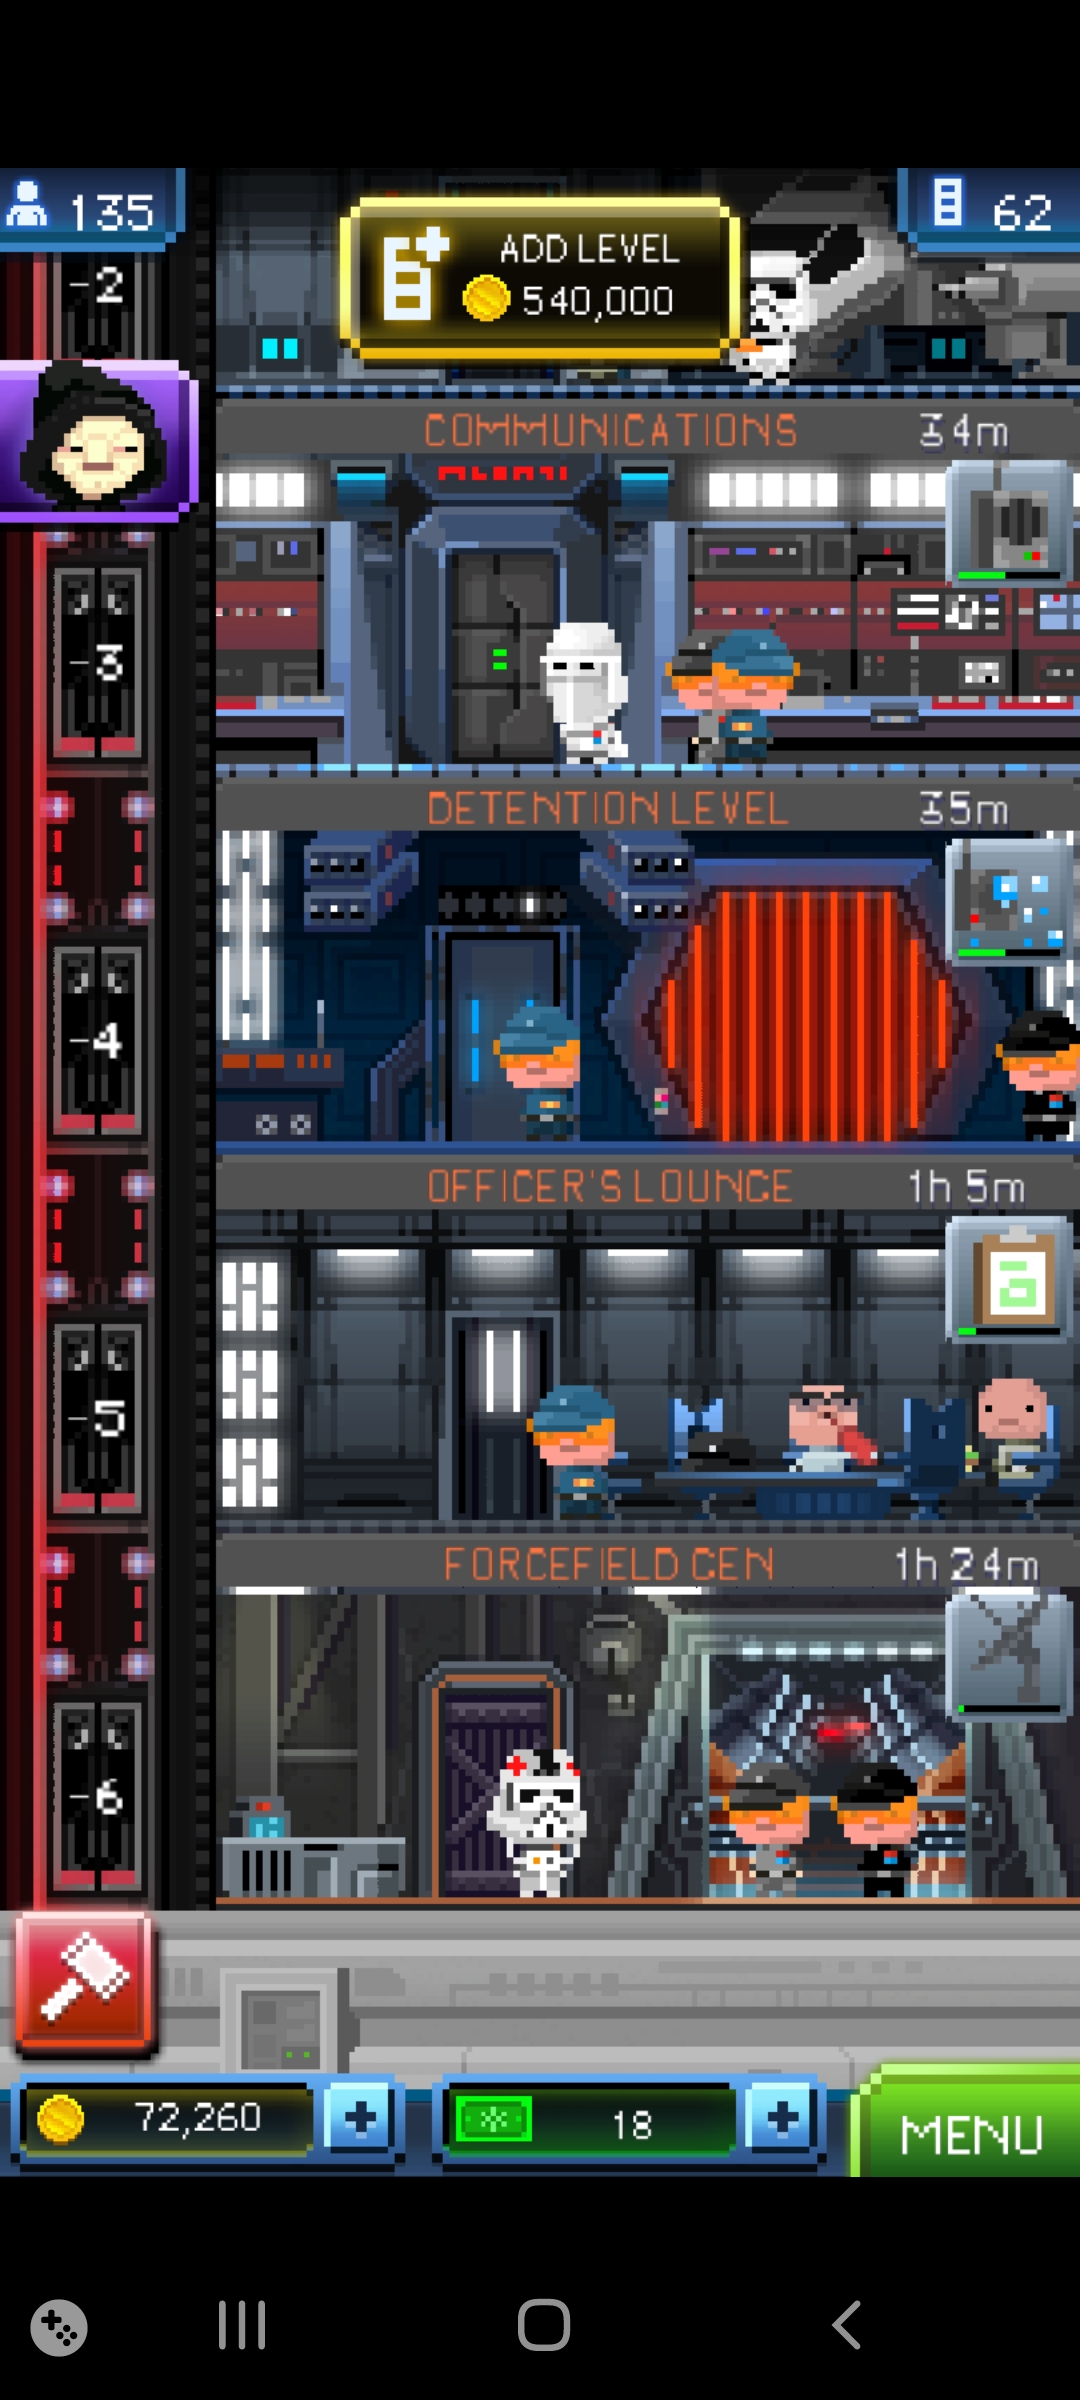 135
ADD LEVEL
540,000
62
-2
COMMUNICATIONS
34m
-3
DETENTION LEVEL
35m
-4
OFFICER'S LOUNGE
1h 5m
-5
FORCEFIELD GEN
1h 24m
-6
72,260
18
MENU